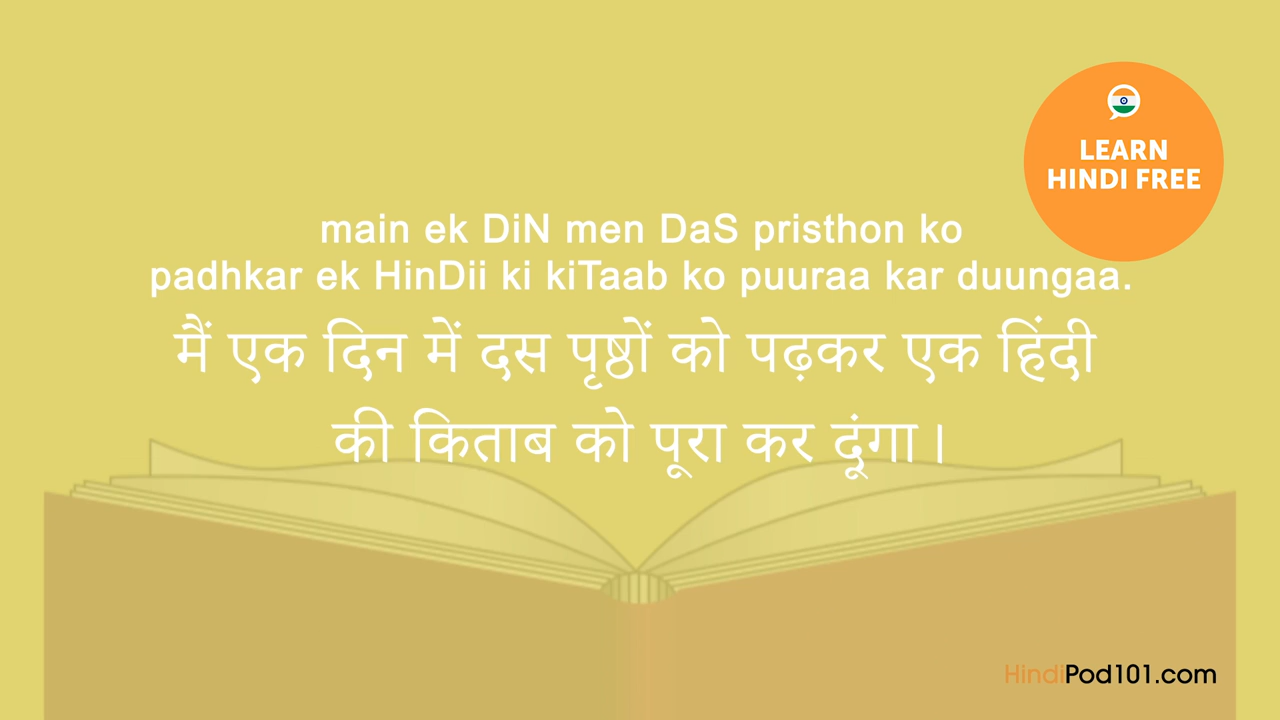 LEARN
HINDI FREE
main ek DiN men DaS pristhon ko
padhkar ek HinDii ki kiTaab ko puuraa kar duungaa.
मैं एक दिन में दस पृष्ठों को पढ़कर एक हिंदी
की किताब को पूरा कर दूंगा।
HindiPod101.com